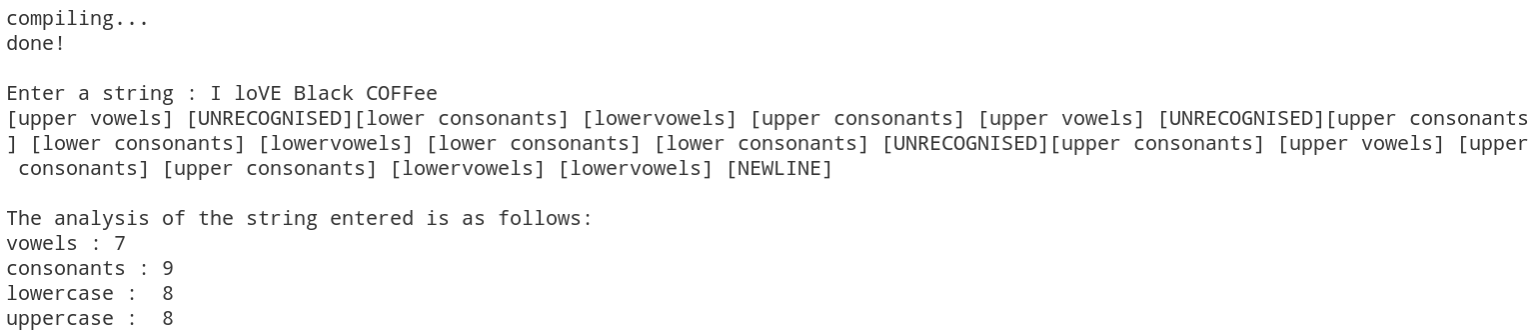 compiling...
done!
Enter a string : I loVE Black COFFee
[upper vowels] [UNRECOGNISED][lower consonants] [lowervowels] [upper consonants] [upper vowels] [UNRECOGNISED][upper consonants
] [lower consonants] [lowervowels] [lower consonants] [lower consonants] [UNRECOGNISED][upper consonants] [upper vowels] [upper
 consonants] [upper consonants] [lowervowels] [lowervowels] [NEWLINE]
The analysis of the string entered is as follows:
vowels : 7
consonants : 9
lowercase :  8
uppercase :  8